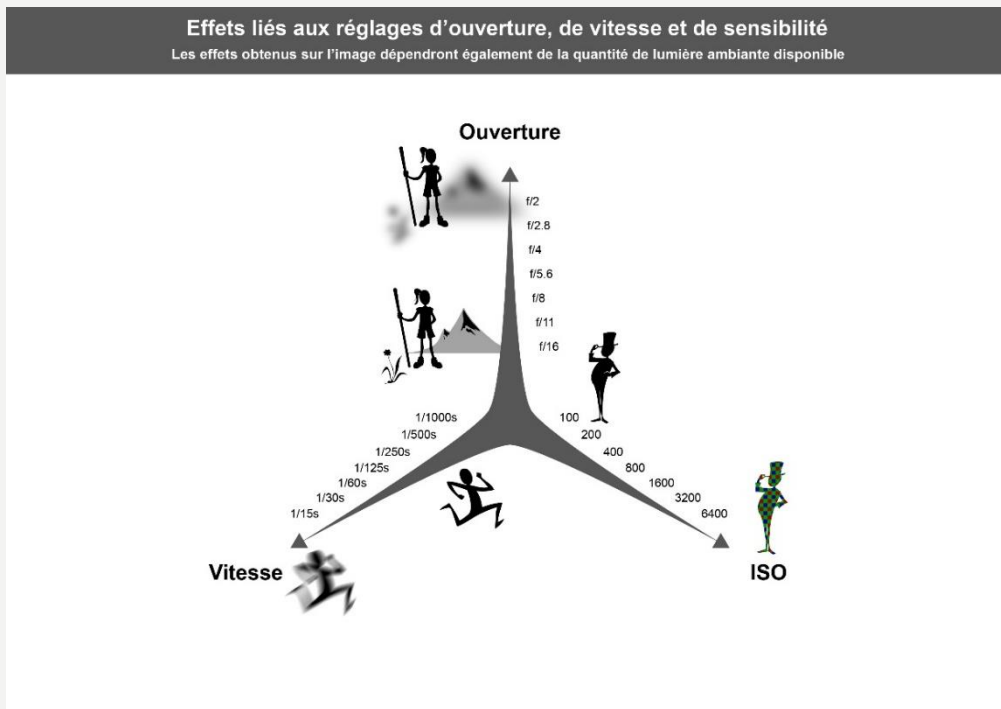 Effets liés aux réglages d’ouverture, de vitesse et de sensibilité
Les effets obtenus sur l’image dépendront également de la quantité de lumière ambiante disponible
Ouverture
f/2
f/2.8
f/4
f/5.6
f/8
f/11
f/16
1/1000s
1/500s
1/250s
1/125s
1/60s
1/30s
1/15s
Vitesse
100
200
400
800
1600
3200
6400
ISO